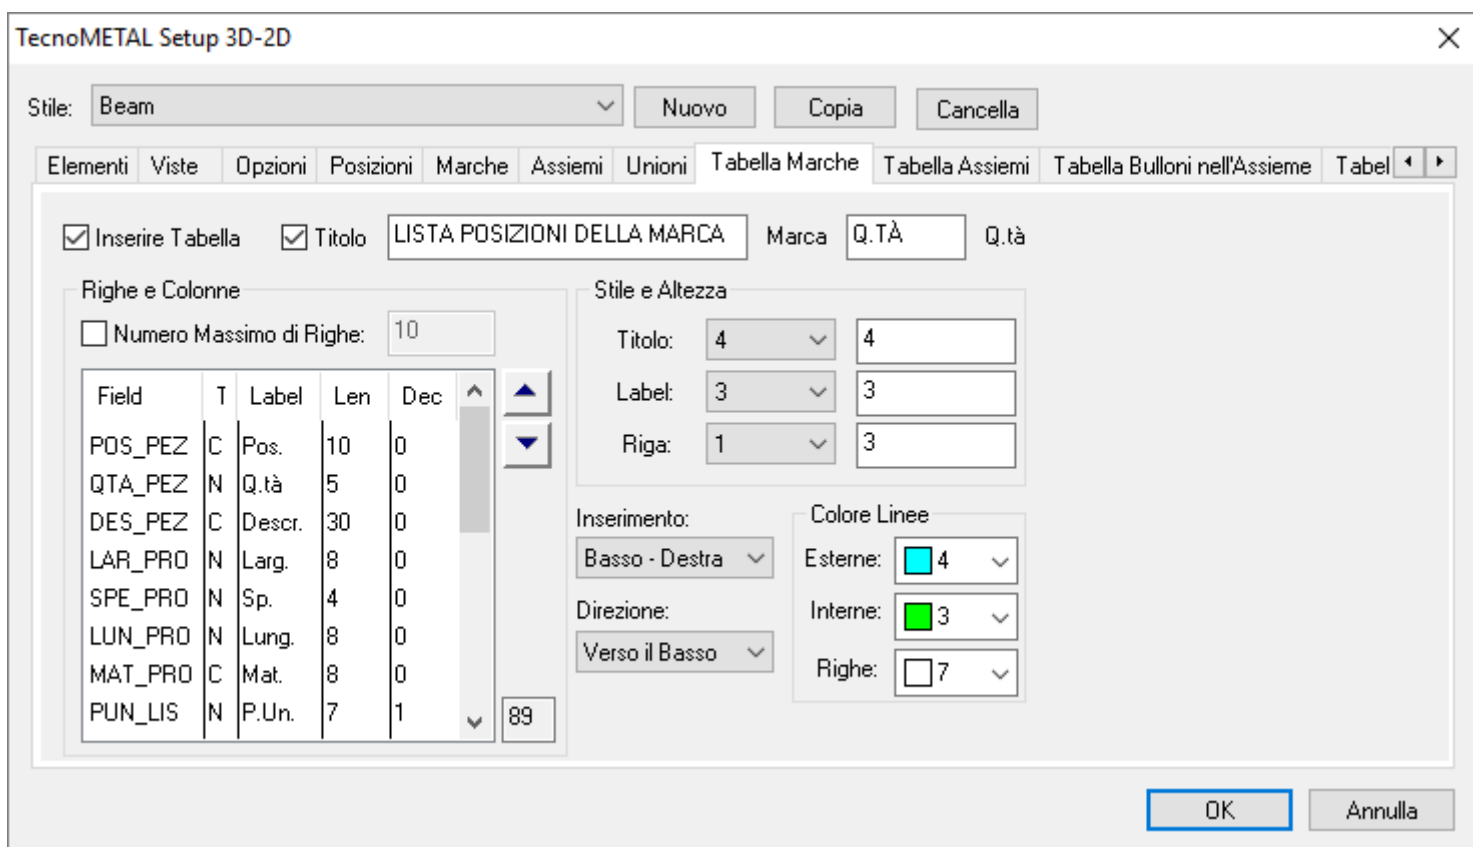 TecnoMETAL Setup 3D-2D
Stile: Beam Nuovo Copia Cancella
Elementi Viste Opzioni Posizioni Marche Assiemi Unioni Tabella Marche Tabella Assiemi Tabella Bulloni nell'Assieme Tabel
Inserire Tabella Titolo LISTA POSIZIONI DELLA MARCA Marca Q.TÀ Q.tà
Righe e Colonne
Numero Massimo di Righe: 10
Field T Label Len Dec
POS_PEZ C Pos. 10 0
QTA_PEZ N Q.tà 5 0
DES_PEZ C Descr. 30 0
LAR_PRO N Larg. 8 0
SPE_PRO N Sp. 4 0
LUN_PRO N Lung. 8 0
MAT_PRO C Mat. 8 0
PUN_LIS N P.Un. 7 1
89
Stile e Altezza
Titolo: 4 4
Label: 3 3
Riga: 1 3
Inserimento:
Basso - Destra
Direzione:
Verso il Basso
Colore Linee
Esterne: 4
Interne: 3
Righe: 7
OK Annulla